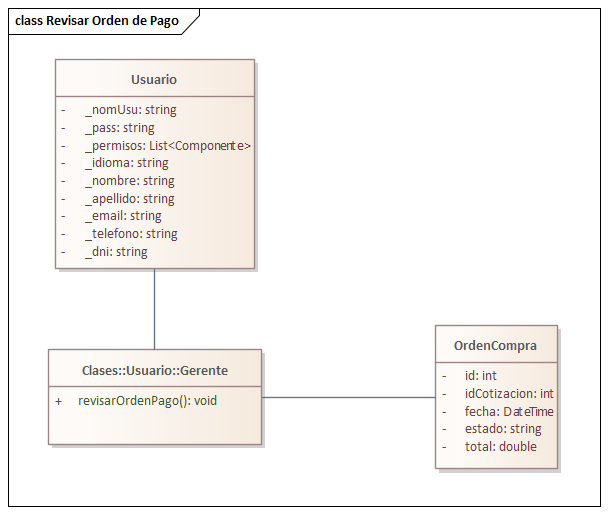 class Revisar Orden de Pago
Usuario
- _nomUsu: string
- _pass: string
- _permisos: List<Componente>
- _idioma: string
- _nombre: string
- _apellido: string
- _email: string
- _telefono: string
- _dni: string
Clases::Usuario::Gerente
+ revisarOrdenPago(): void
OrdenCompra
- id: int
- idCotizacion: int
- fecha: DateTime
- estado: string
- total: double